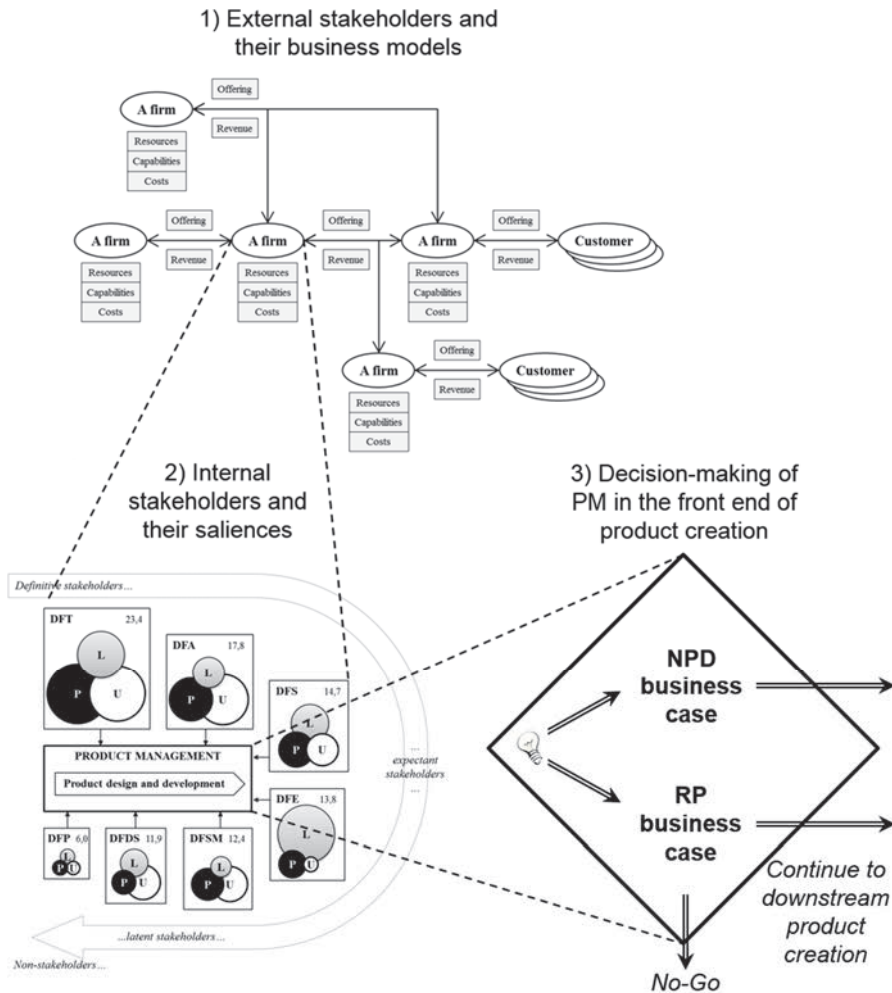 1) External stakeholders and
their business models
Offering
A firm
Revenue
Resources
Capabilities
Costs
Offering
Offering
Offering
A firm
A firm
A firm
Customer
Revenue
Revenue
Revenue
Resources
Resources
Resources
Capabilities
Capabilities
Capabilities
Costs
Costs
Costs
Offering
A firm
Customer
Revenue
Resources
Capabilities
Costs
2) Internal
stakeholders and
their saliences
3) Decision-making of
PM in the front end of
product creation
Definitive stakeholders…
DFT 23,4
L
P U
DFA 17,8
L
P U
DFS 14,7
L
P U
PRODUCT MANAGEMENT
Product design and development
…
expectant
stakeholders
…
DFE 13,8
L
P U
DFP 6,0
L
P U
DFDS 11,9
L
P U
DFSM 12,4
L
P U
…latent stakeholders…
Non-stakeholders…
NPD
business
case
RP
business
case
Continue to
downstream
product
creation
No-Go